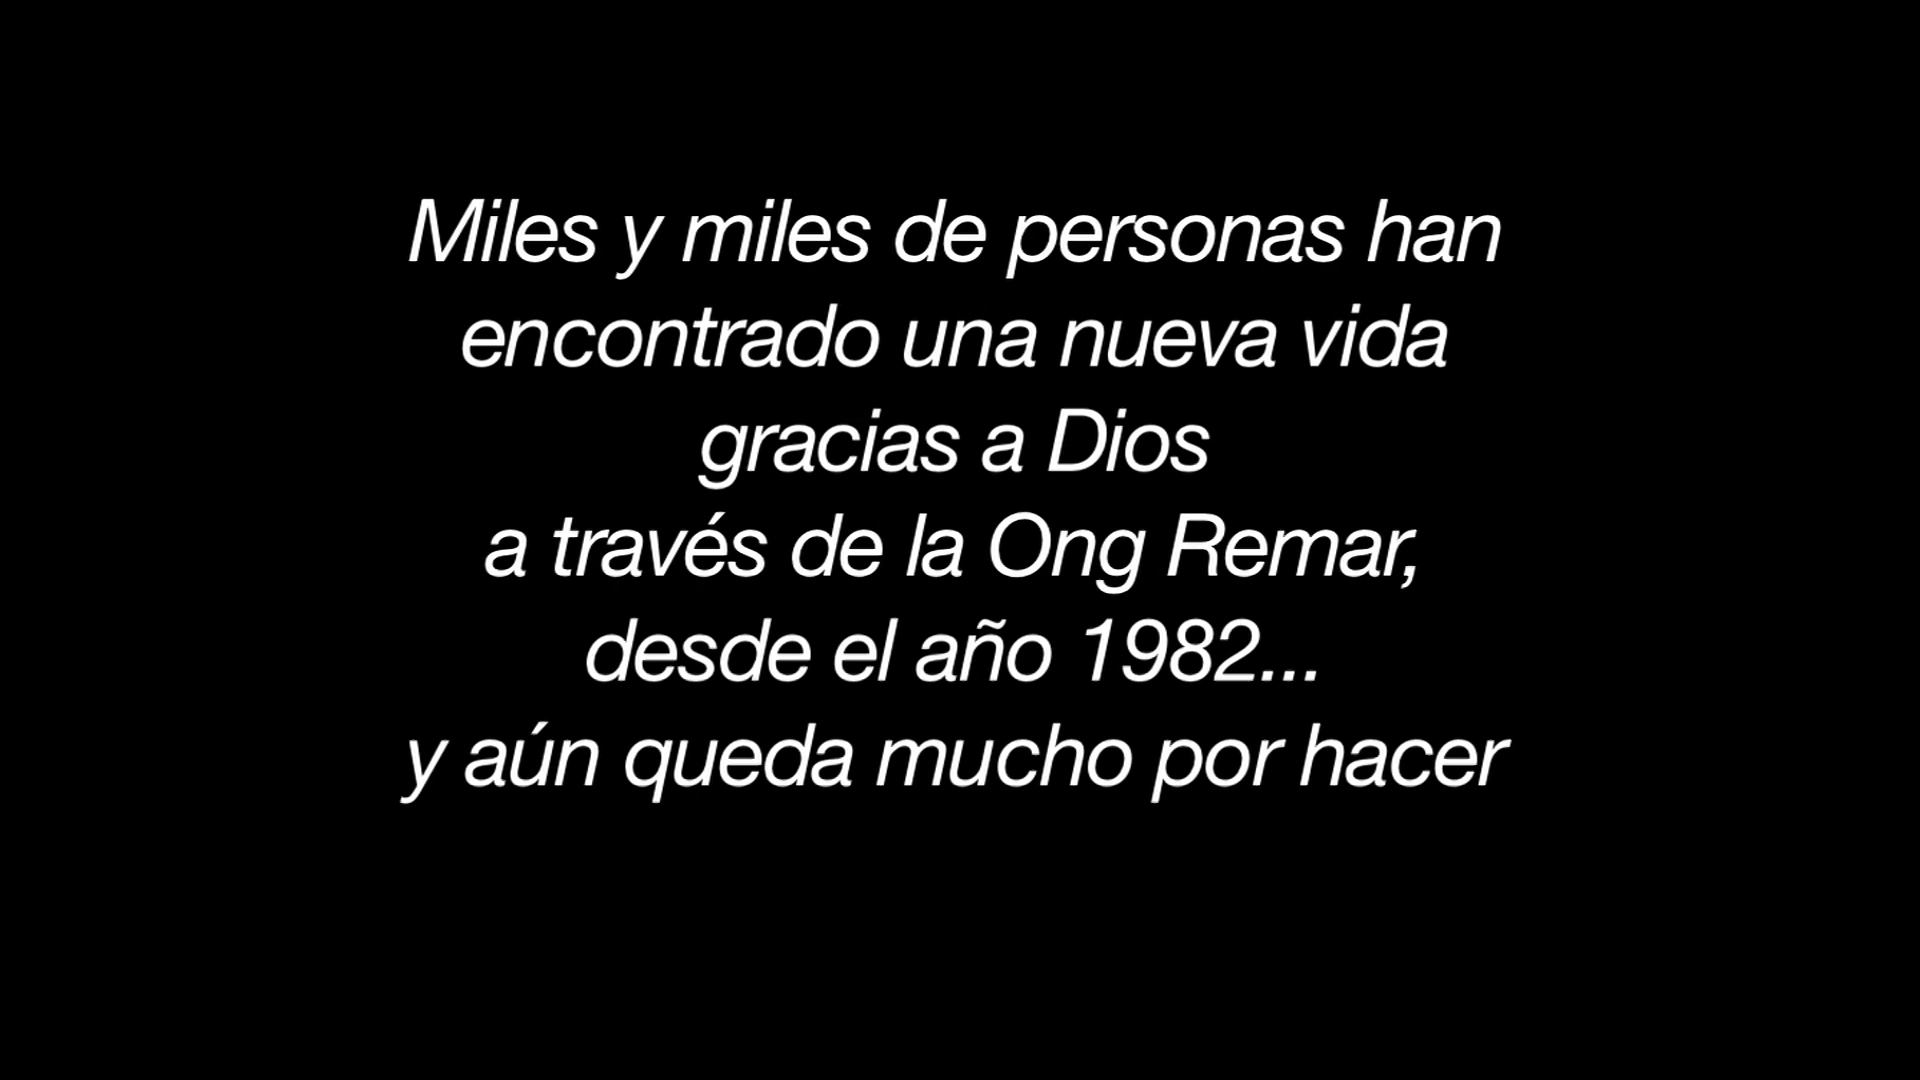 Miles y miles de personas han
encontrado una nueva vida
gracias a Dios
a través de la Ong Remar,
desde el año 1982...
y aún queda mucho por hacer